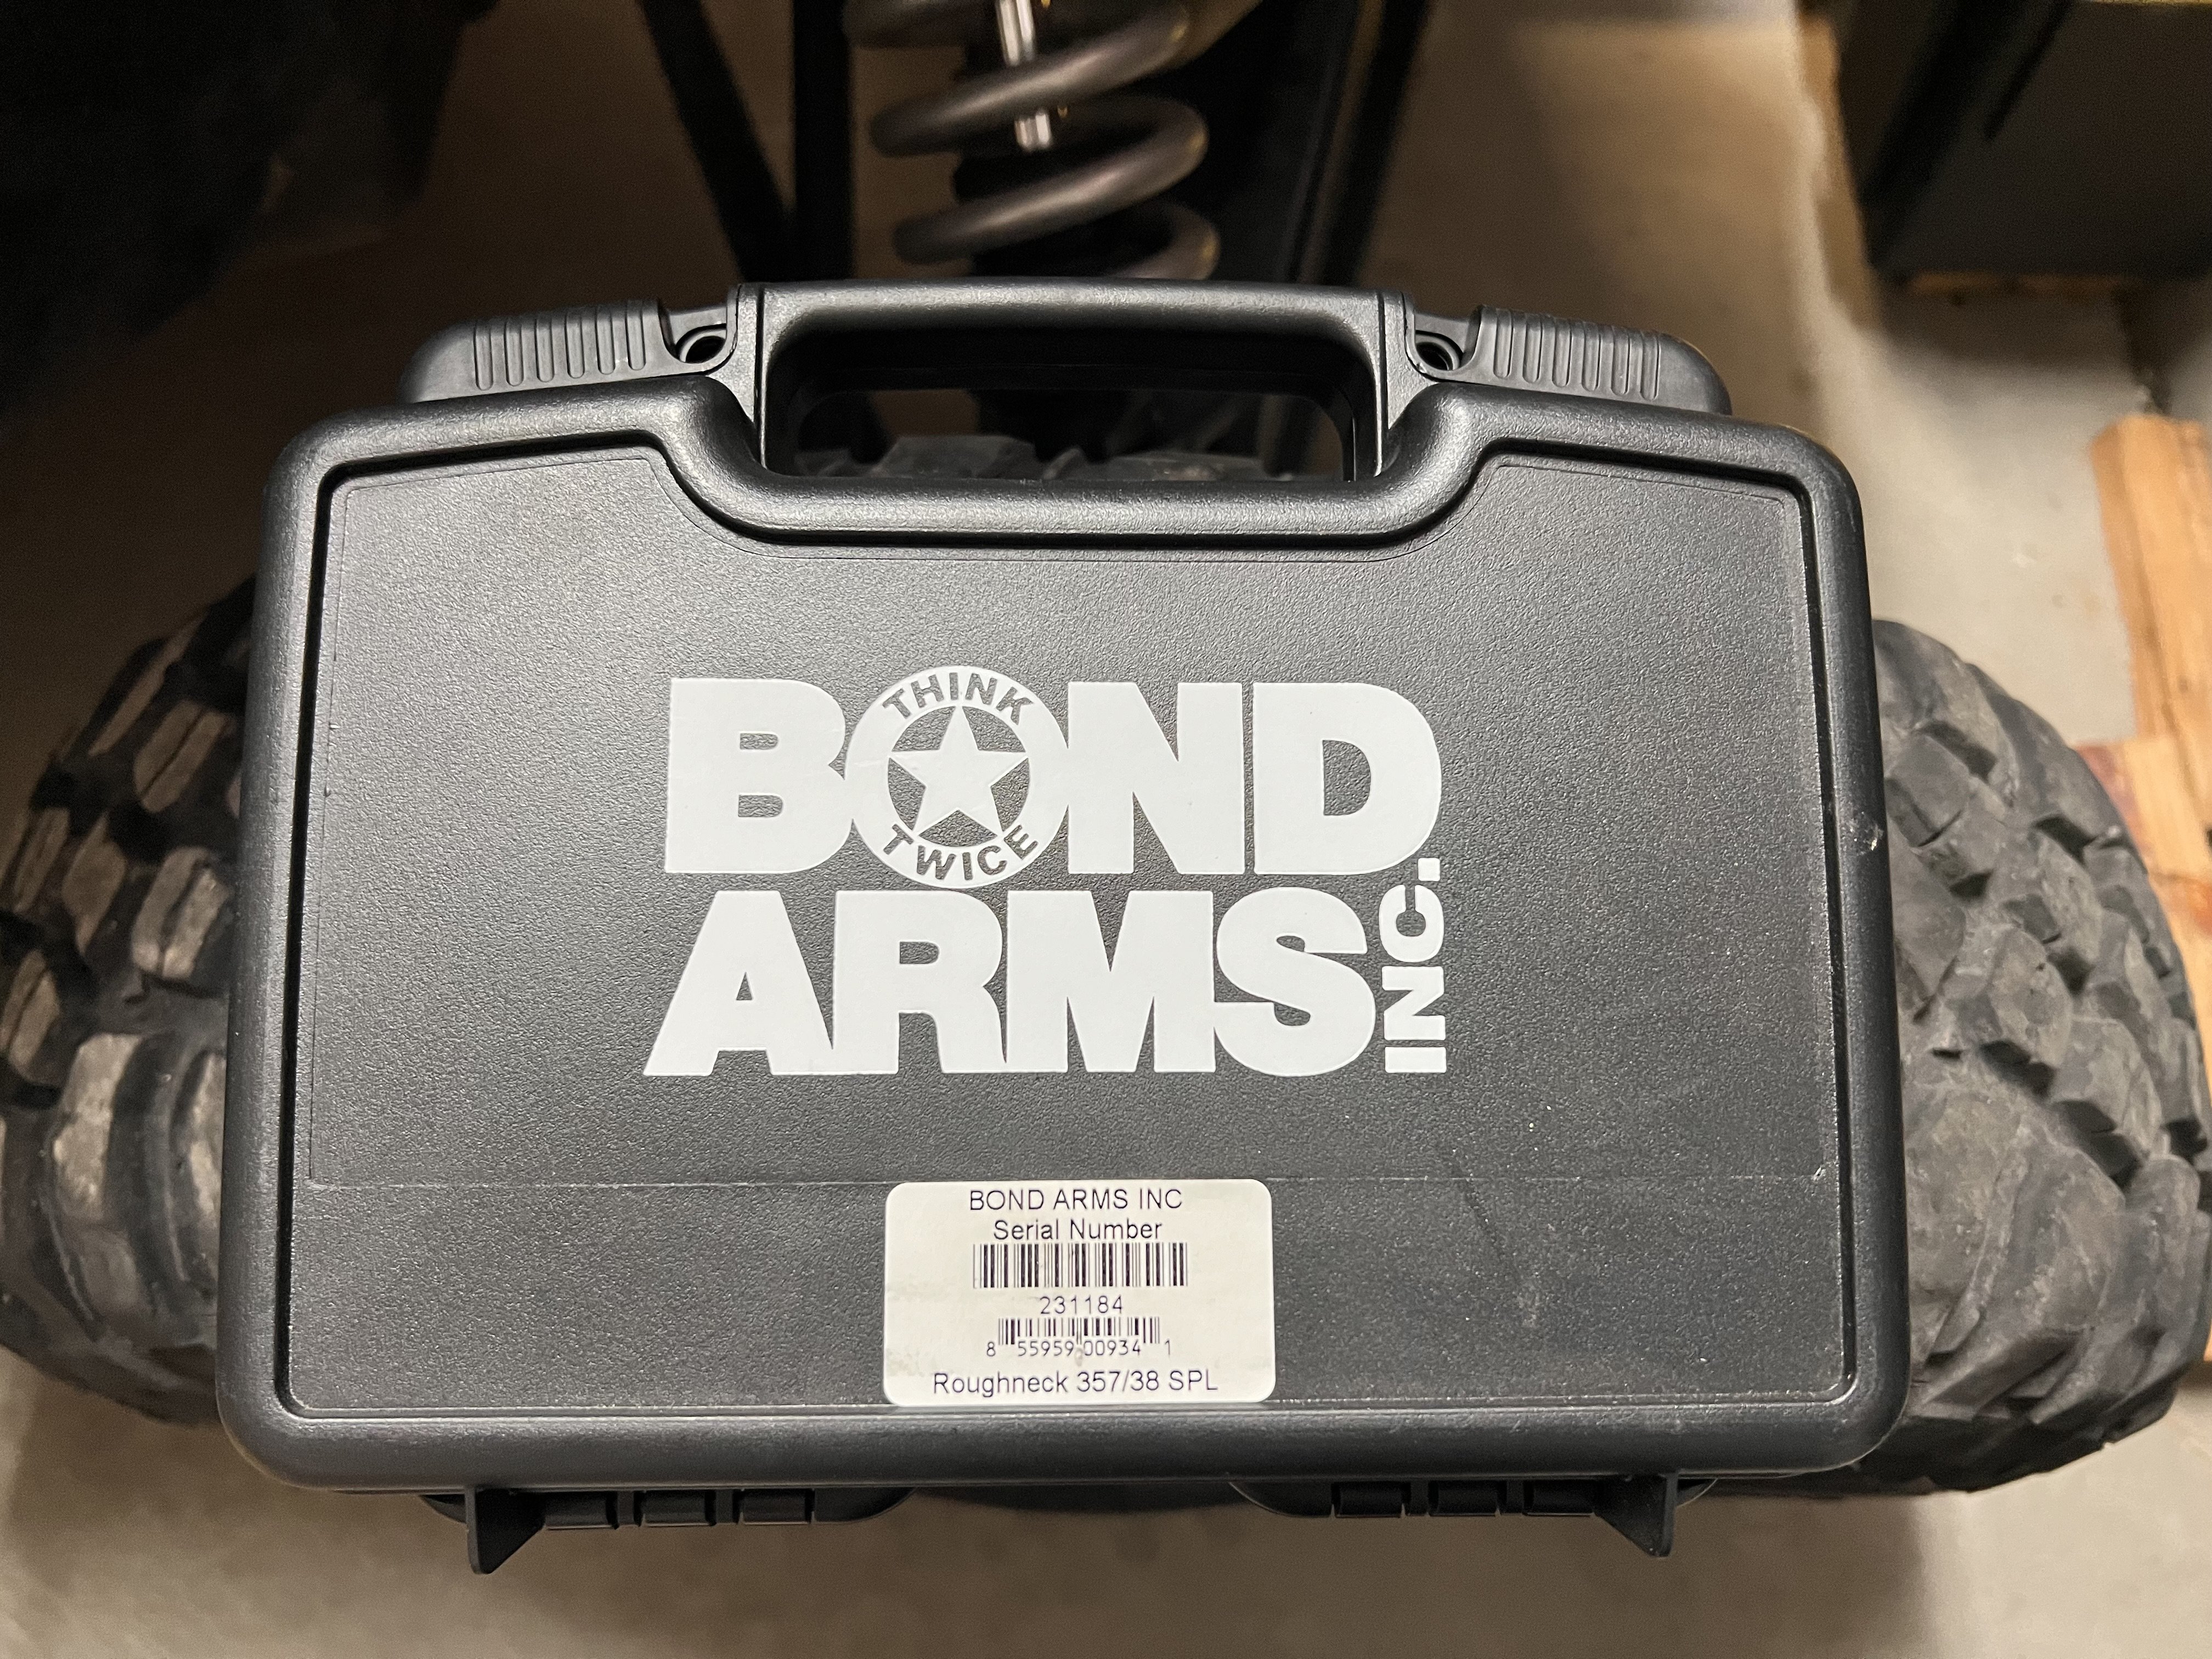 BOND
THINK
TWICE
ARMS INC.
BOND ARMS INC
Serial Number
231184
8 55959 00934 1
Roughneck 357/38 SPL